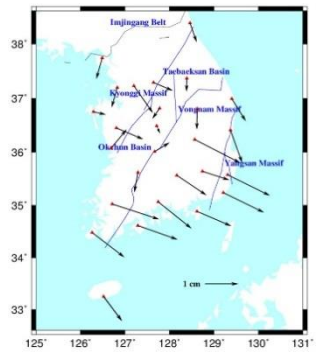 Imjingang Belt
38˚
Taebaeksan Basin
37˚
Kyonggi Massif
Yongnam Massif
Okchun Basin
36˚
Yangsan Massif
35˚
34˚
1 cm
33˚
125˚ 126˚ 127˚ 128˚ 129˚ 130˚ 131˚